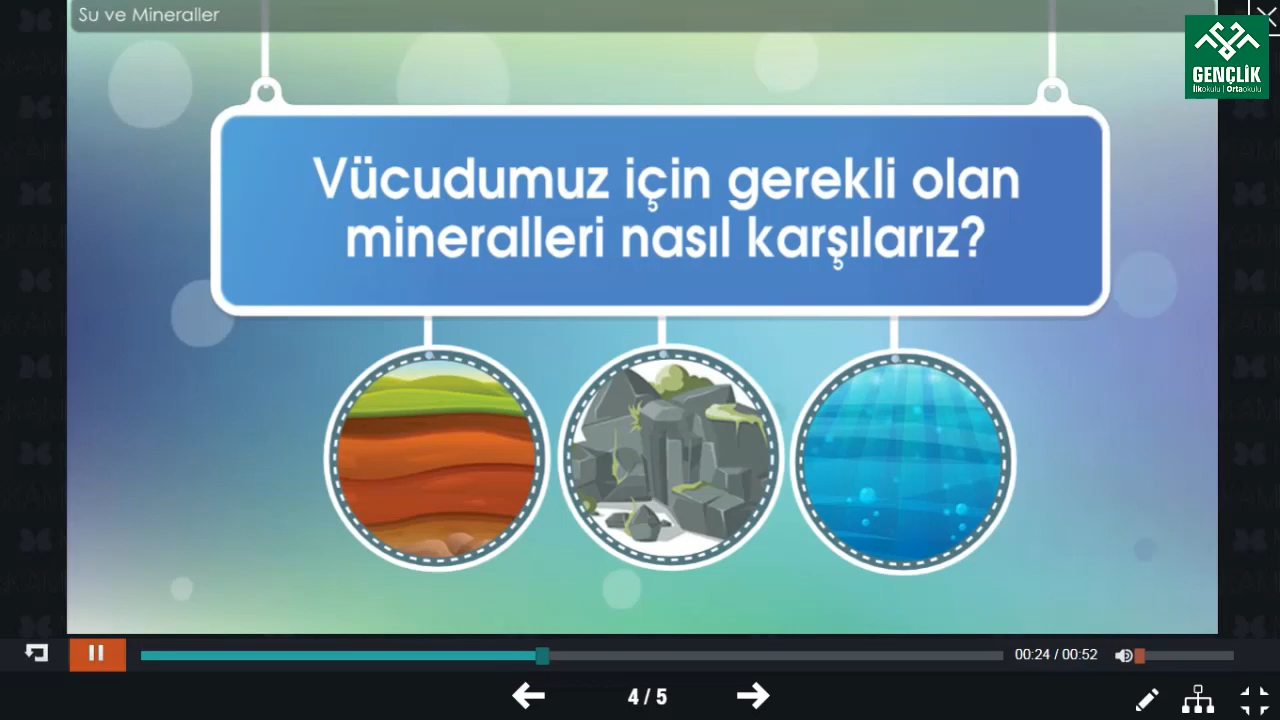 Su ve Mineraller
GENÇLİK
İlkokulu | Ortaokulu
Vücudumuz için gerekli olan
mineralleri nasıl karşılarız?
00:24 / 00:52
4 / 5